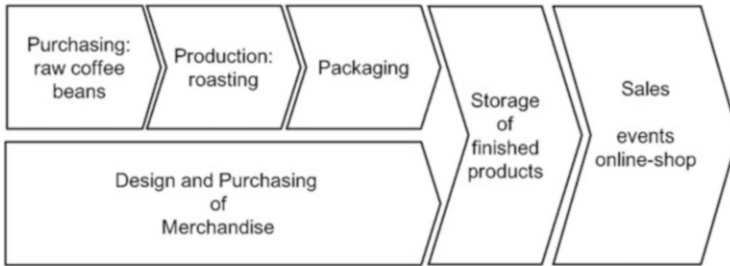 Purchasing:
raw coffee
beans
Production:
roasting
Packaging
Design and Purchasing
of
Merchandise
Storage
of
finished
products
Sales
events
online-shop